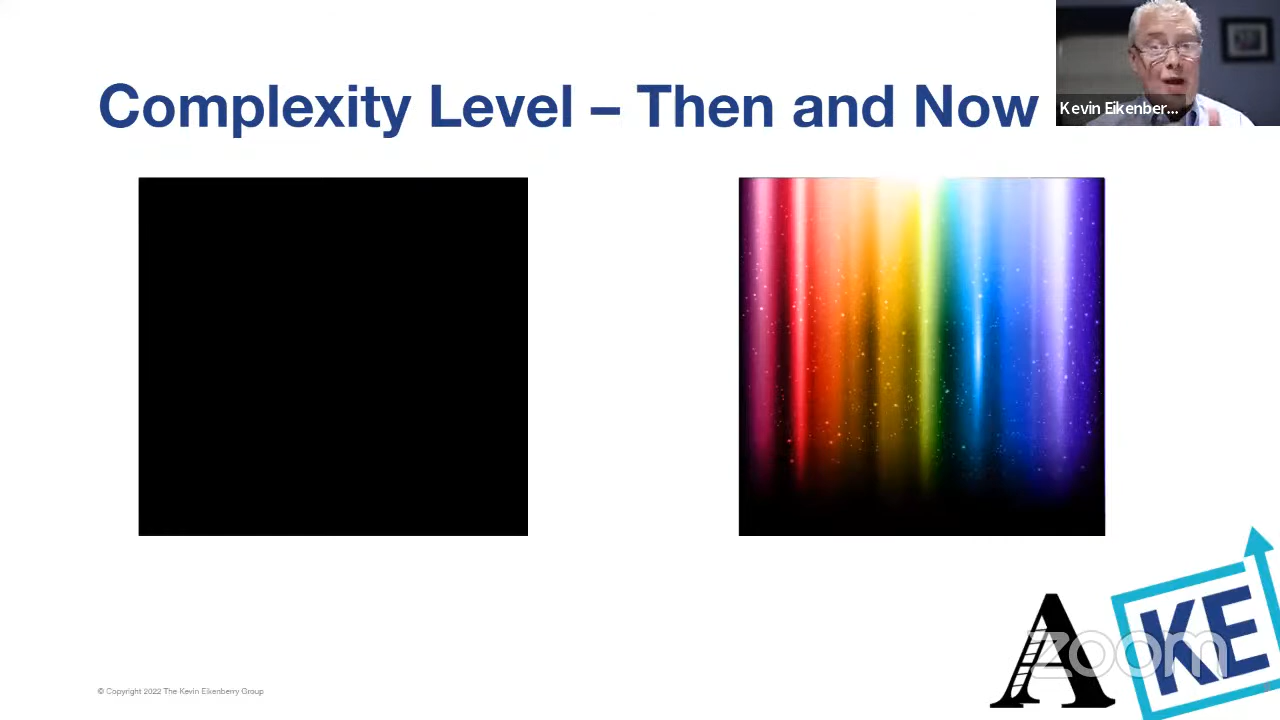 Complexity Level – Then and Now
Kevin Eikenber...
© Copyright 2022 The Kevin Eikenberry Group
A
KE
zoom